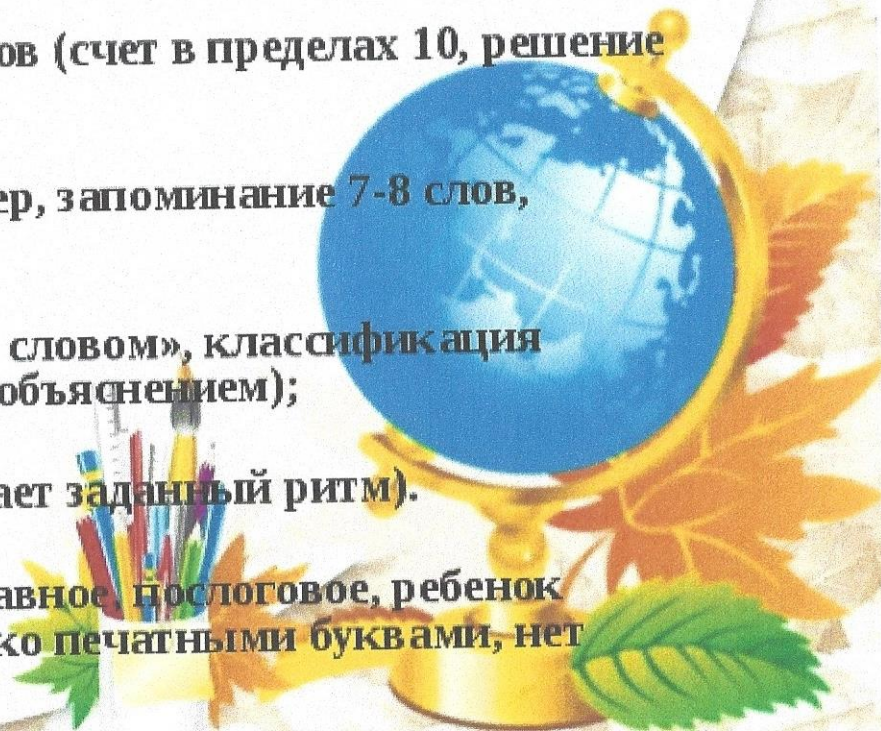 ов (счет в пределах 10, решение
ер, запоминание 7-8 слов,
словом», классификация
объяснением);
ает заданный ритм).
авное, послоговое, ребенок
ко печатными буквами, нет